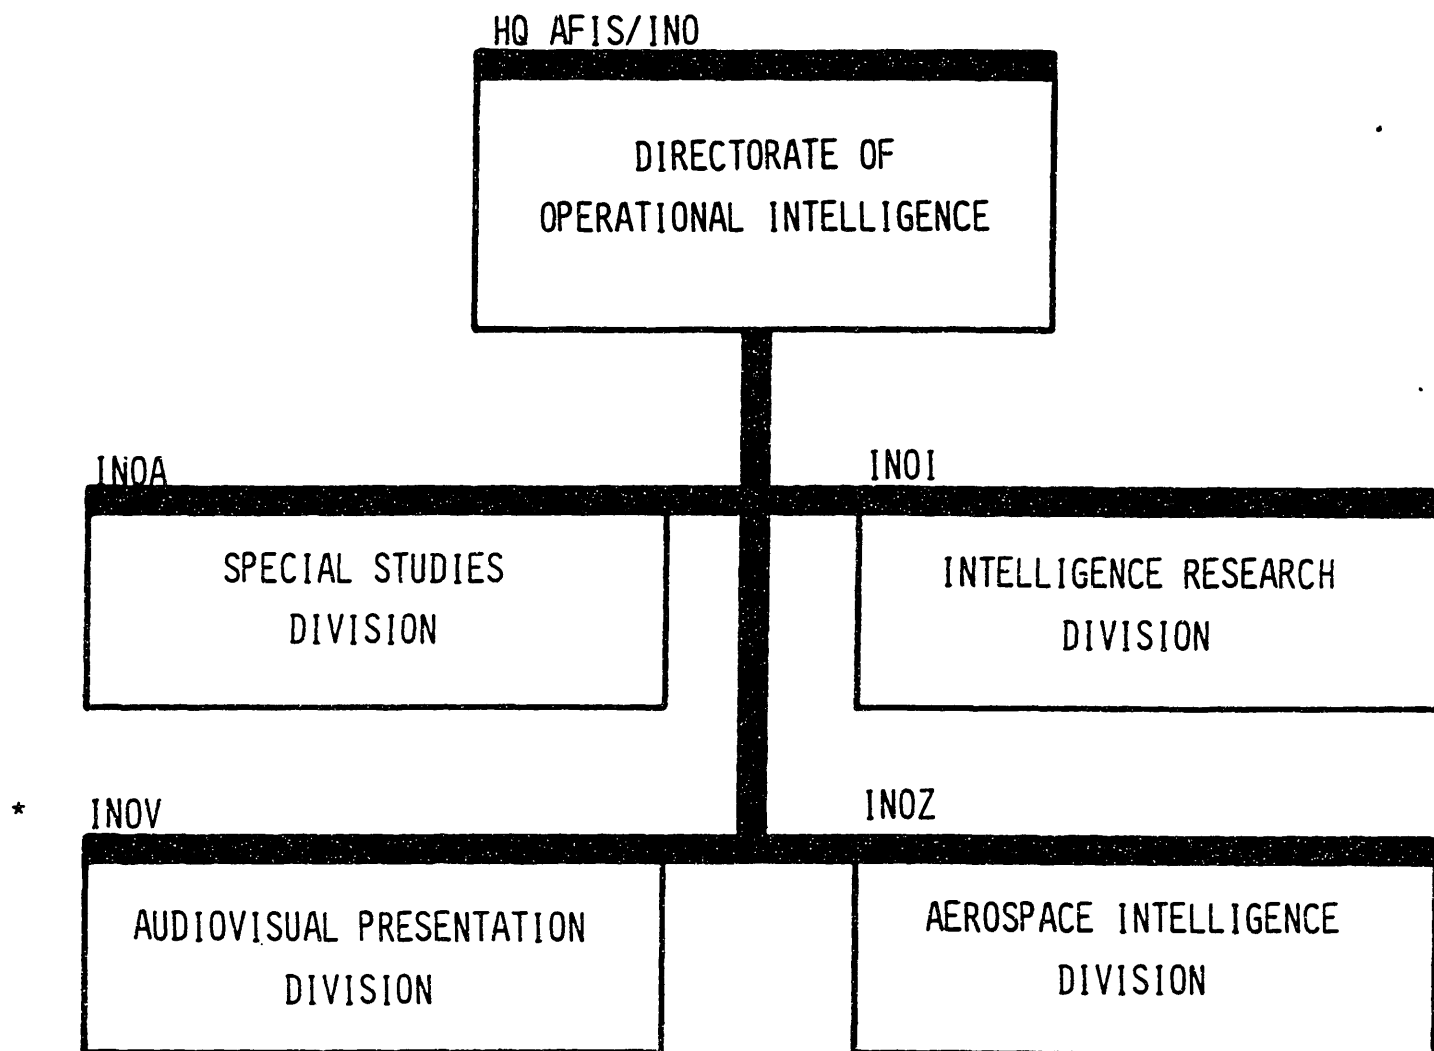 HQ AFIS/INO
DIRECTORATE OF
OPERATIONAL INTELLIGENCE
INOA
INOI
SPECIAL STUDIES
DIVISION
INTELLIGENCE RESEARCH
DIVISION
* INOV
INOZ
AUDIOVISUAL PRESENTATION
DIVISION
AEROSPACE INTELLIGENCE
DIVISION